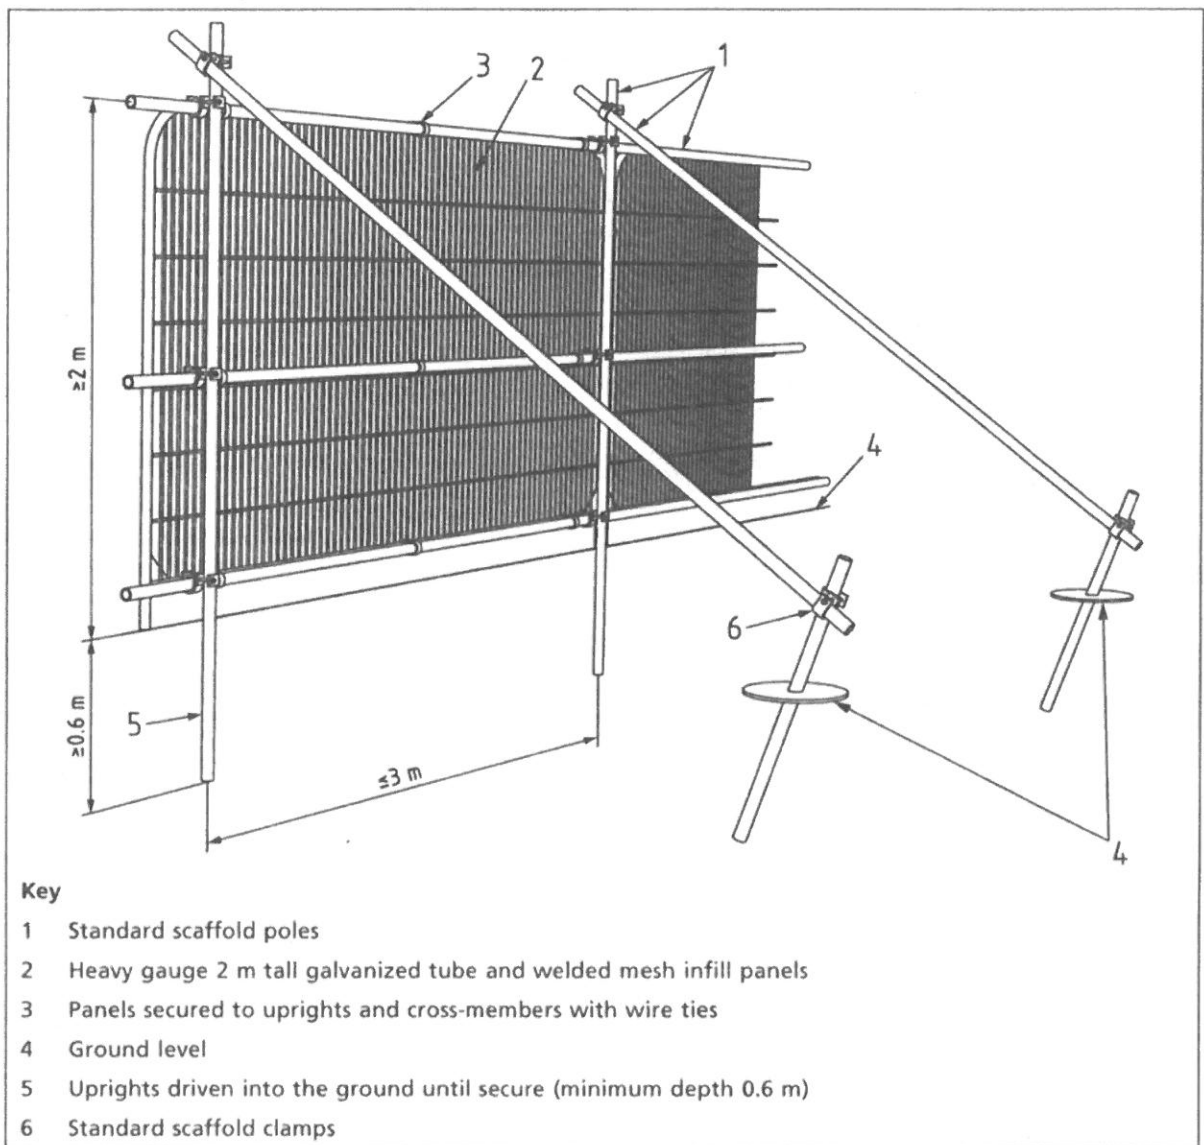 1
3
2
≥2 m
4
6
5
≥0.6 m
≤3 m
4
Key
1 Standard scaffold poles
2 Heavy gauge 2 m tall galvanized tube and welded mesh infill panels
3 Panels secured to uprights and cross-members with wire ties
4 Ground level
5 Uprights driven into the ground until secure (minimum depth 0.6 m)
6 Standard scaffold clamps